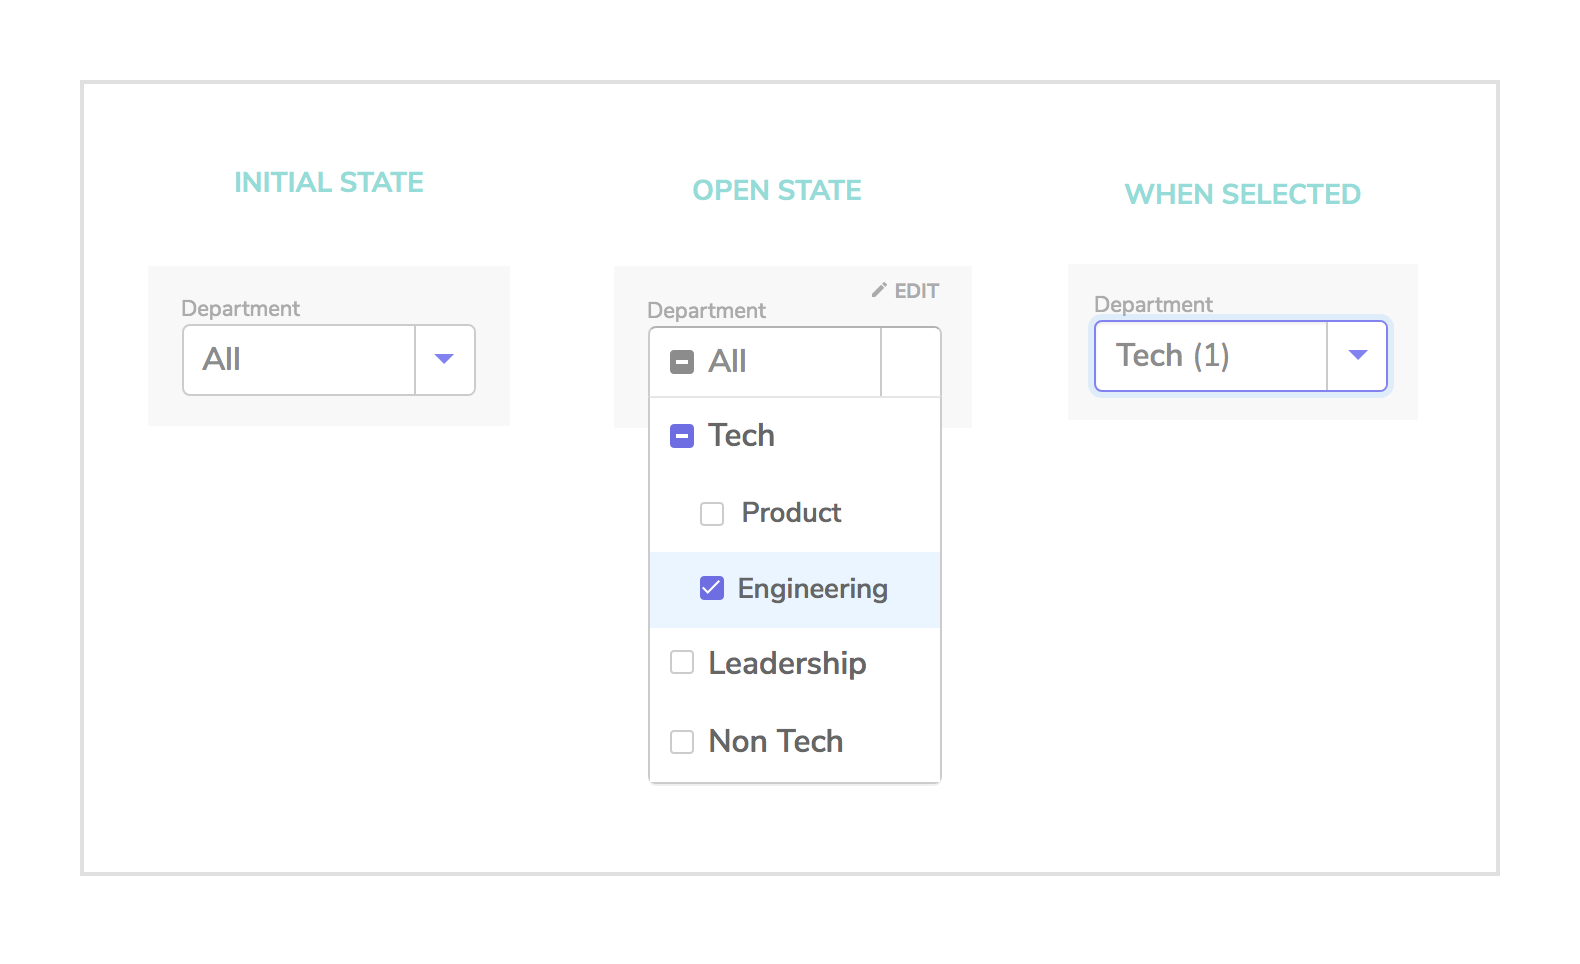 INITIAL STATE
Department
All
OPEN STATE
EDIT
Department
All
Tech
Product
Engineering
Leadership
Non Tech
WHEN SELECTED
Department
Tech (1)